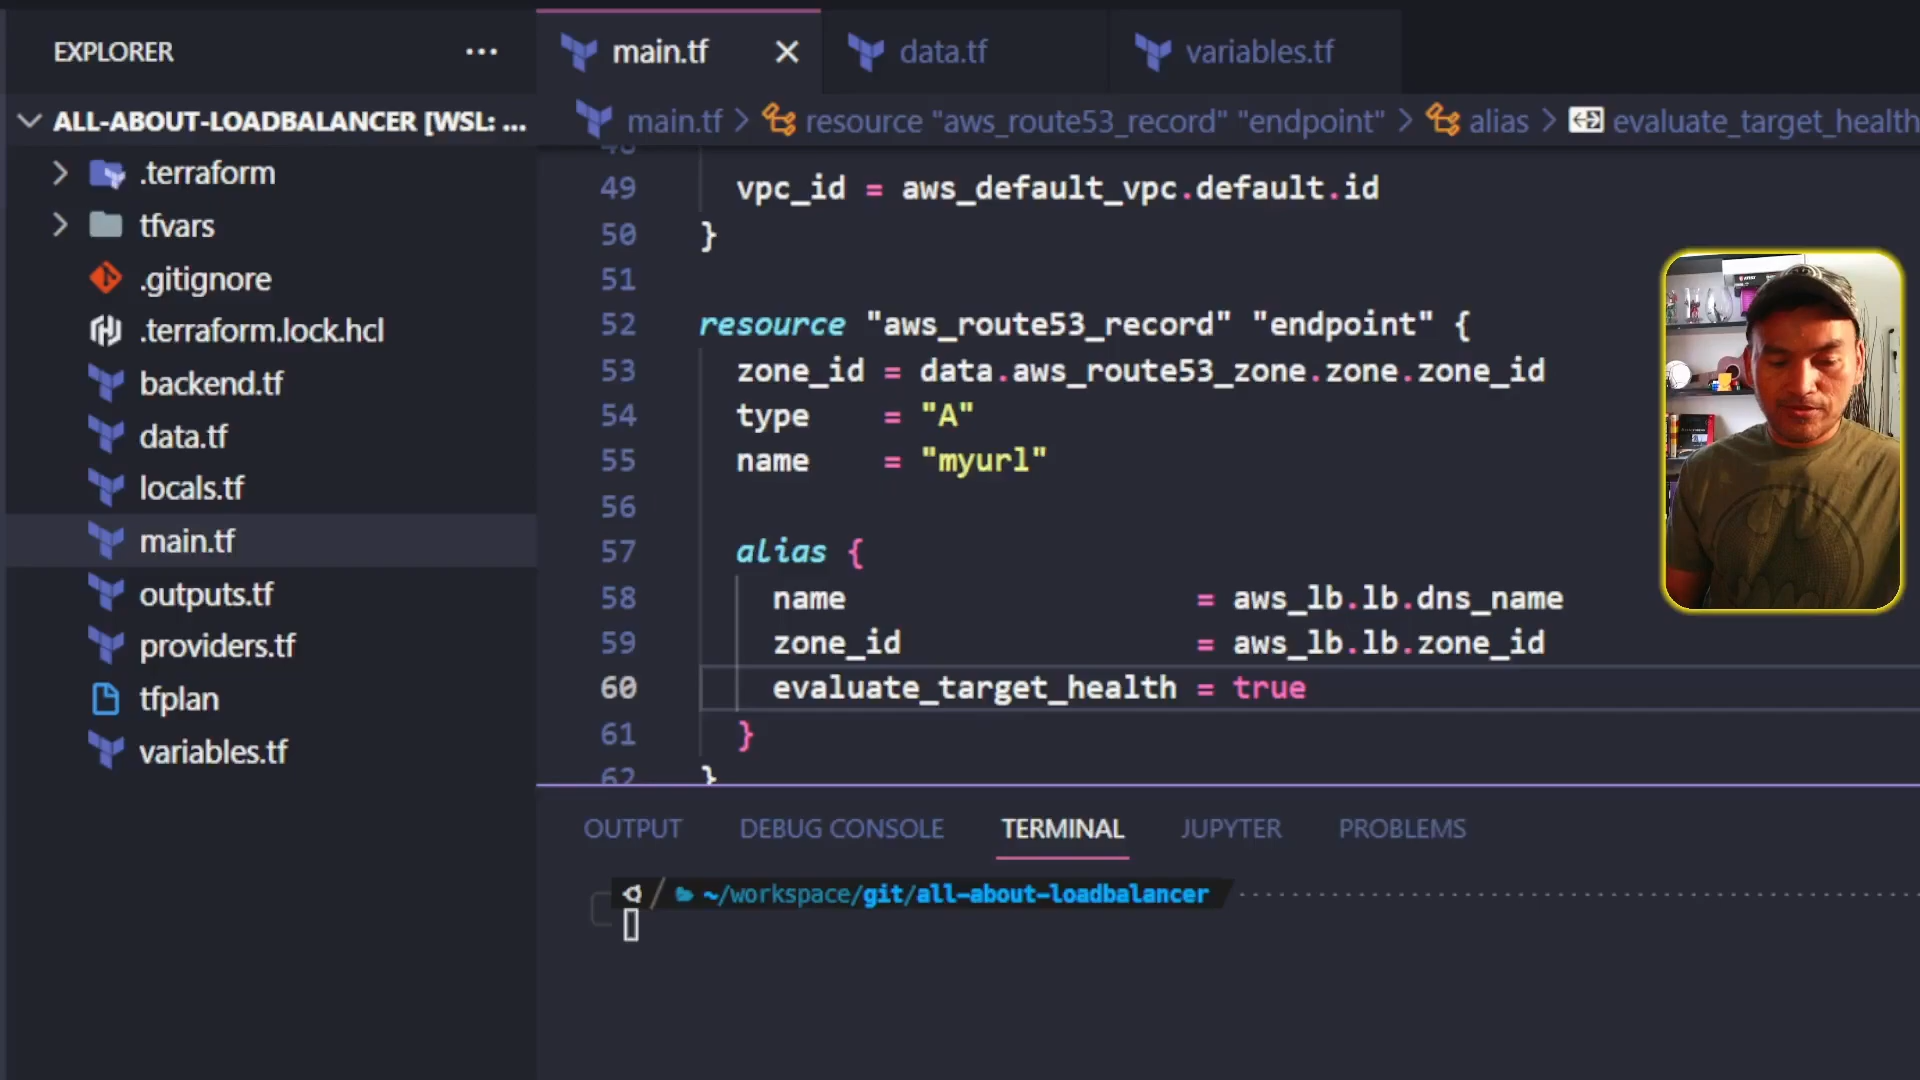 EXPLORER ...
ALL-ABOUT-LOADBALANCER [WSL: ...
.terraform
tfvars
.gitignore
.terraform.lock.hcl
backend.tf
data.tf
locals.tf
main.tf
outputs.tf
providers.tf
tfplan
variables.tf
main.tf data.tf variables.tf
main.tf > resource "aws_route53_record" "endpoint" > alias > evaluate_target_health
49 vpc_id = aws_default_vpc.default.id
50 }
51
52 resource "aws_route53_record" "endpoint" {
53 zone_id = data.aws_route53_zone.zone.zone_id
54 type = "A"
55 name = "myurl"
56
57 alias {
58 name = aws_lb.lb.dns_name
59 zone_id = aws_lb.lb.zone_id
60 evaluate_target_health = true
61 }
62 }
OUTPUT DEBUG CONSOLE TERMINAL JUPYTER PROBLEMS
~/workspace/git/all-about-loadbalancer